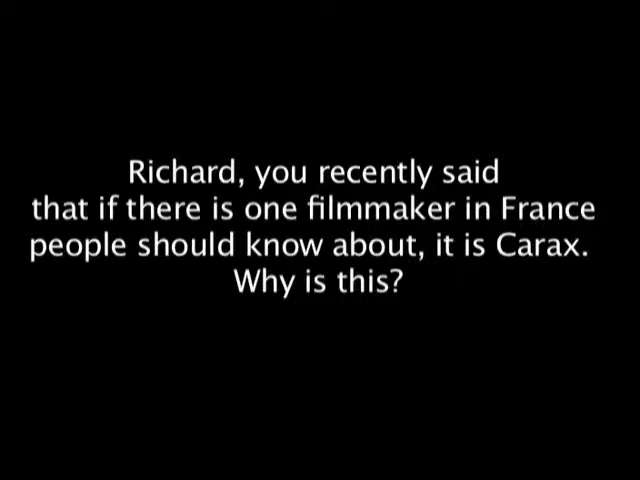 Richard, you recently said
that if there is one filmmaker in France
people should know about, it is Carax.
Why is this?